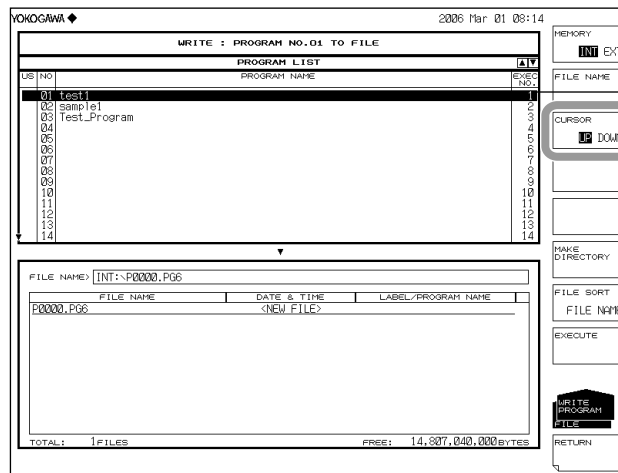 YOKOGAWA ◆ 2006 Mar 01 08:14
WRITE : PROGRAM NO.01 TO FILE
PROGRAM LIST ▲▼
US NO PROGRAM NAME EXEC NO.
01 test1 1
02 sample1 2
03 Test_Program 3
04 4
05 5
06 6
07 7
08 8
09 9
10 10
11 11
12 12
13 13
14 14
▼
FILE NAME> INT:\P0000.PG6
FILE NAME DATE & TIME LABEL/PROGRAM NAME
P0000.PG6 <NEW FILE>
TOTAL: 1FILES FREE: 14,807,040,000BYTES
MEMORY
INT EXT
FILE NAME
CURSOR
UP DOWN
MAKE
DIRECTORY
FILE SORT
FILE NAME
EXECUTE
WRITE
PROGRAM
FILE
RETURN